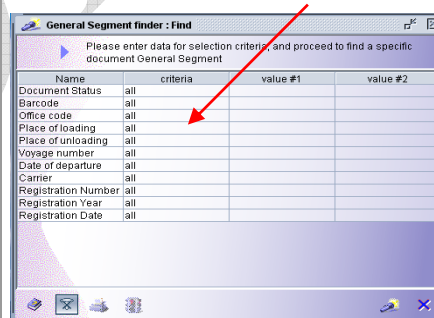 General Segment finder : Find
Please enter data for selection criteria, and proceed to find a specific
document General Segment
Name criteria value #1 value #2
Document Status all
Barcode all
Office code all
Place of loading all
Place of unloading all
Voyage number all
Date of departure all
Carrier all
Registration Number all
Registration Year all
Registration Date all